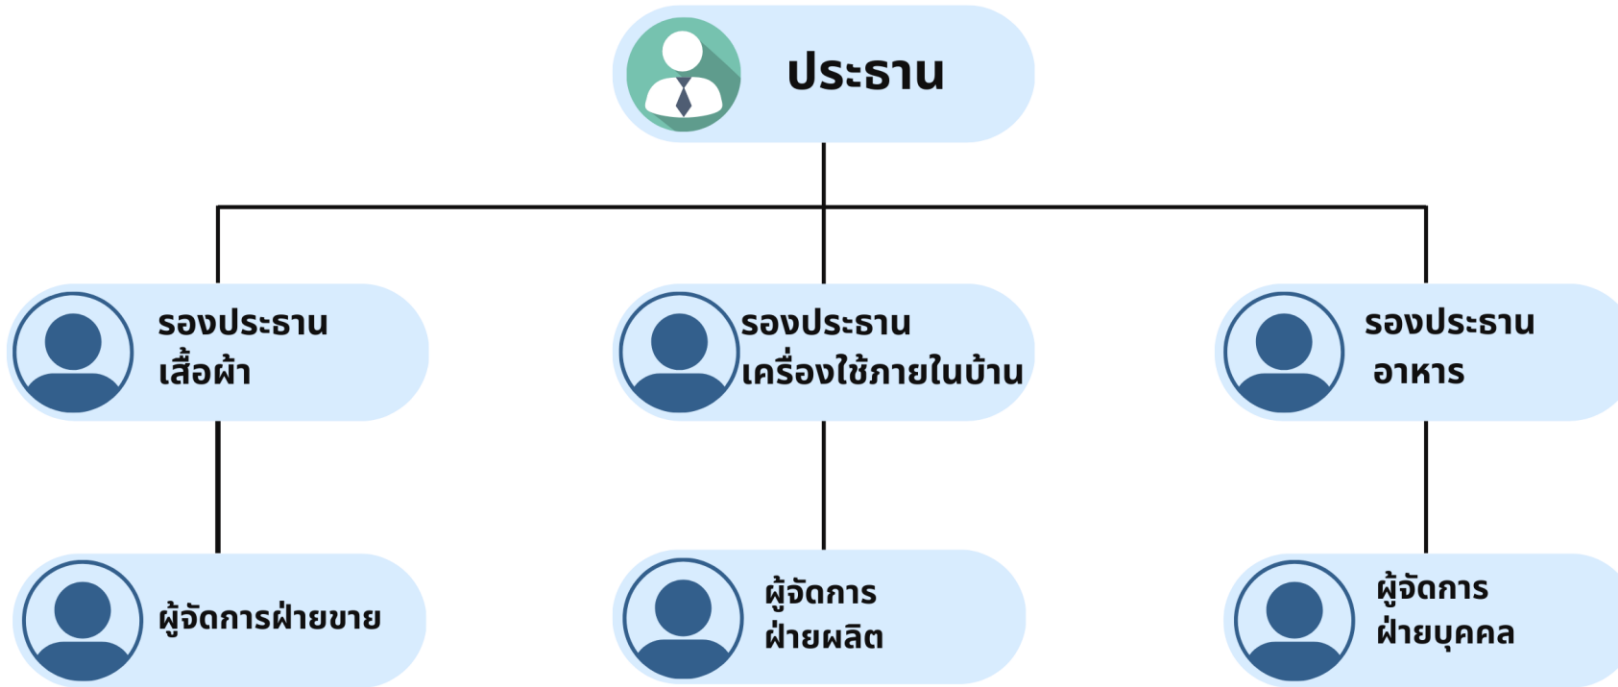 ประธาน
รองประธาน
เสื้อผ้า
รองประธาน
เครื่องใช้ภายในบ้าน
รองประธาน
อาหาร
ผู้จัดการฝ่ายขาย
ผู้จัดการ
ฝ่ายผลิต
ผู้จัดการ
ฝ่ายบุคคล